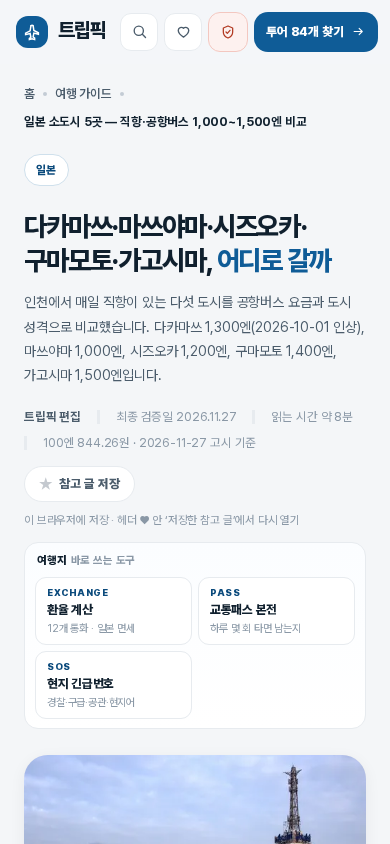 트립픽
투어 84개 찾기 →
홈 • 여행 가이드 •
일본 소도시 5곳 — 직항·공항버스 1,000~1,500엔 비교
일본
다카마쓰·마쓰야마·시즈오카·
구마모토·가고시마, 어디로 갈까
인천에서 매일 직항이 있는 다섯 도시를 공항버스 요금과 도시
성격으로 비교했습니다. 다카마쓰 1,300엔(2026-10-01 인상),
마쓰야마 1,000엔, 시즈오카 1,200엔, 구마모토 1,400엔,
가고시마 1,500엔입니다.
트립픽 편집 | 최종 검증일 2026.11.27 | 읽는 시간 약 8분
| 100엔 844.26원 · 2026-11-27 고시 기준
★ 참고 글 저장
이 브라우저에 저장 · 헤더 ♥ 안 '저장한 참고 글'에서 다시 열기
여행지 바로 쓰는 도구
EXCHANGE
환율 계산
12개 통화 · 일본 면세
PASS
교통패스 본전
하루 몇 회 타면 남는지
SOS
현지 긴급번호
경찰·구급·공관·현지어